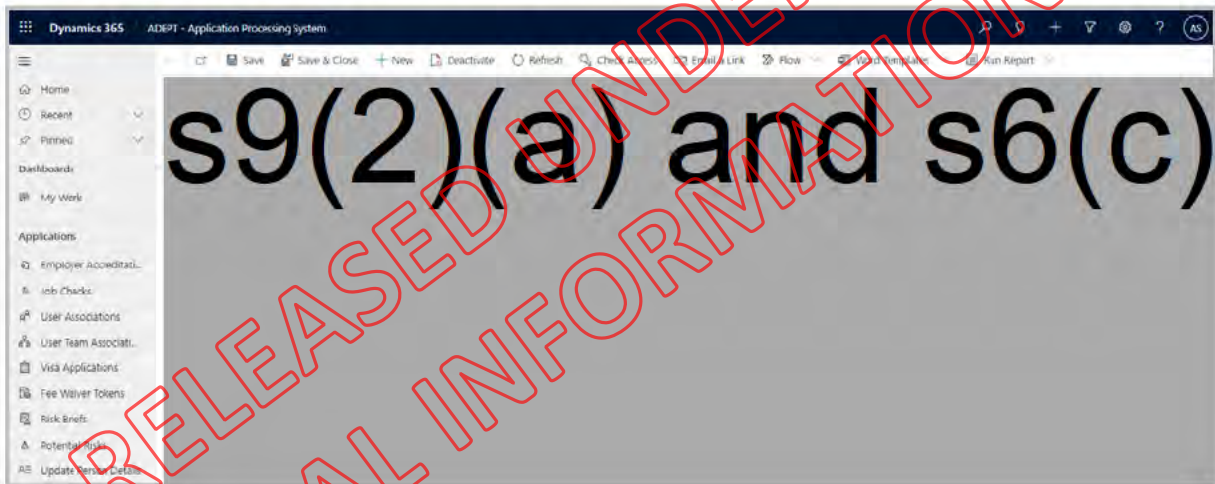 Dynamics 365
ADEPT - Application Processing System
?
AS
Save
Save & Close
New
Deactivate
Refresh
Check Access
Email a Link
Flow
Word Templates
Run Report
Home
Recent
Pinned
Dashboards
My Work
Applications
Employer Accreditati...
Job Checks
User Associations
User Team Associati...
Visa Applications
Fee Waiver Tokens
Risk Briefs
Potential Risks
Update Person Details
s9(2)(a) and s6(c)
RELEASED UNDE
AL INFORMATION